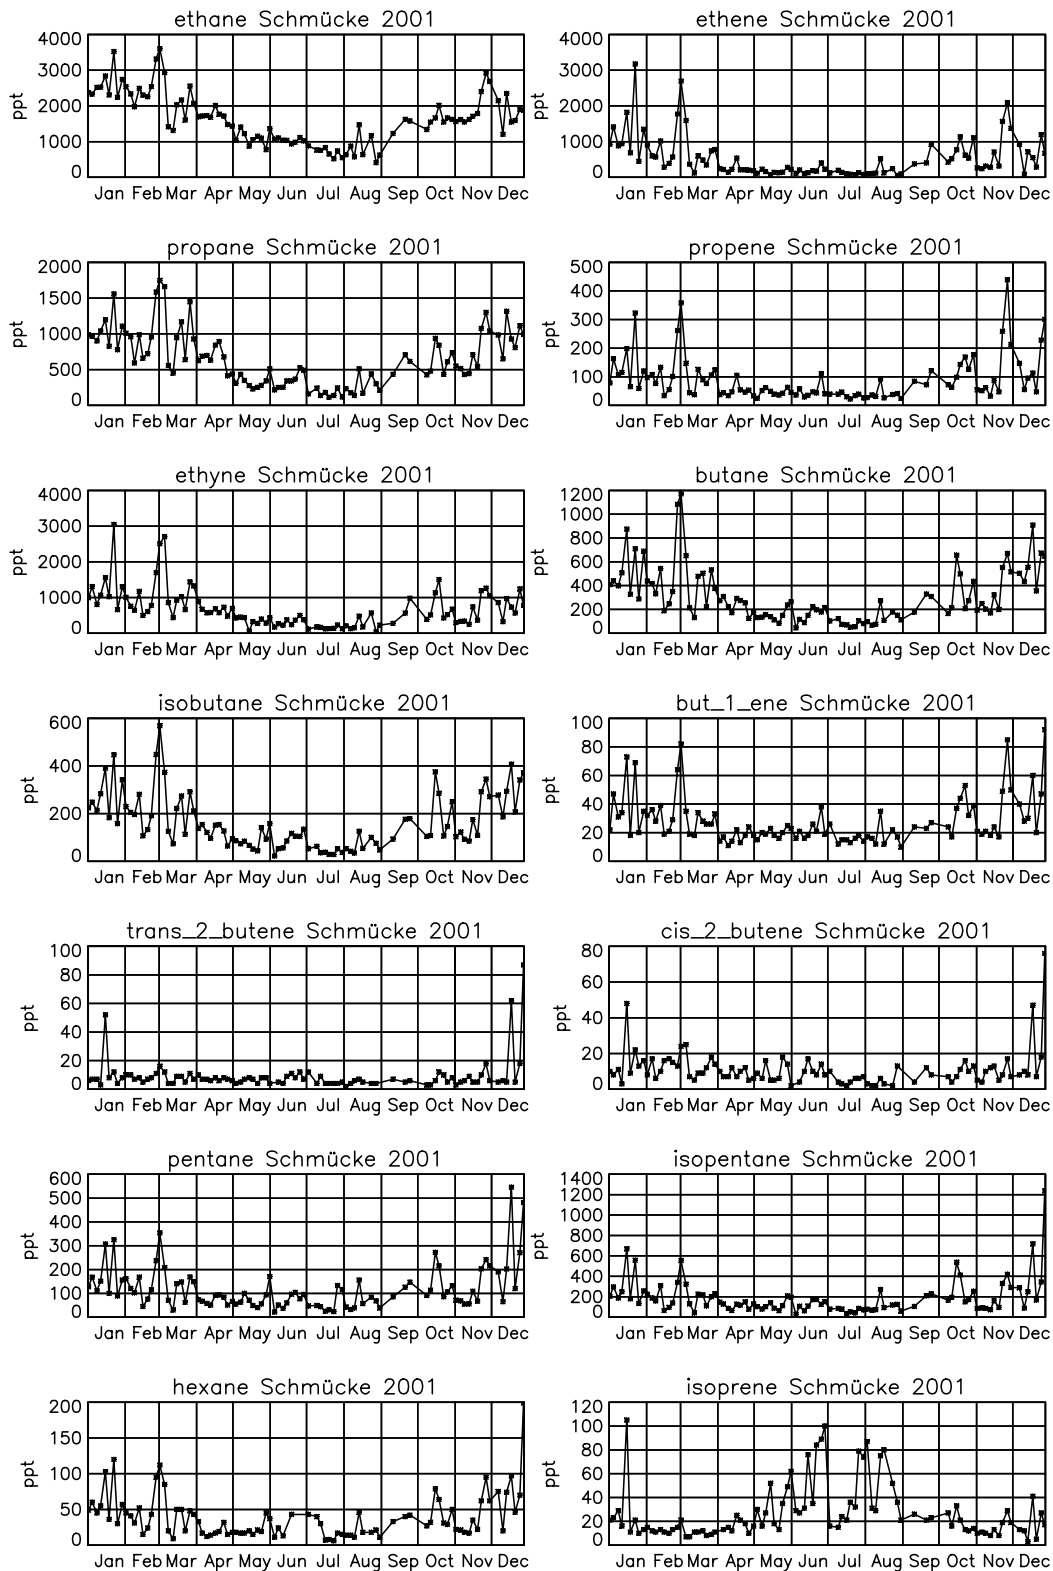 ethane Schmücke 2001
4000
3000
2000
1000
0
ppt
Jan Feb Mar Apr May Jun Jul Aug Sep Oct Nov Dec
ethene Schmücke 2001
4000
3000
2000
1000
0
ppt
Jan Feb Mar Apr May Jun Jul Aug Sep Oct Nov Dec
propane Schmücke 2001
2000
1500
1000
500
0
ppt
Jan Feb Mar Apr May Jun Jul Aug Sep Oct Nov Dec
propene Schmücke 2001
500
400
300
200
100
0
ppt
Jan Feb Mar Apr May Jun Jul Aug Sep Oct Nov Dec
ethyne Schmücke 2001
4000
3000
2000
1000
0
ppt
Jan Feb Mar Apr May Jun Jul Aug Sep Oct Nov Dec
butane Schmücke 2001
1200
1000
800
600
400
200
0
ppt
Jan Feb Mar Apr May Jun Jul Aug Sep Oct Nov Dec
isobutane Schmücke 2001
600
400
200
0
ppt
Jan Feb Mar Apr May Jun Jul Aug Sep Oct Nov Dec
but_1_ene Schmücke 2001
100
80
60
40
20
0
ppt
Jan Feb Mar Apr May Jun Jul Aug Sep Oct Nov Dec
trans_2_butene Schmücke 2001
100
80
60
40
20
0
ppt
Jan Feb Mar Apr May Jun Jul Aug Sep Oct Nov Dec
cis_2_butene Schmücke 2001
80
60
40
20
0
ppt
Jan Feb Mar Apr May Jun Jul Aug Sep Oct Nov Dec
pentane Schmücke 2001
600
500
400
300
200
100
0
ppt
Jan Feb Mar Apr May Jun Jul Aug Sep Oct Nov Dec
isopentane Schmücke 2001
1400
1200
1000
800
600
400
200
0
ppt
Jan Feb Mar Apr May Jun Jul Aug Sep Oct Nov Dec
hexane Schmücke 2001
200
150
100
50
0
ppt
Jan Feb Mar Apr May Jun Jul Aug Sep Oct Nov Dec
isoprene Schmücke 2001
120
100
80
60
40
20
0
ppt
Jan Feb Mar Apr May Jun Jul Aug Sep Oct Nov Dec